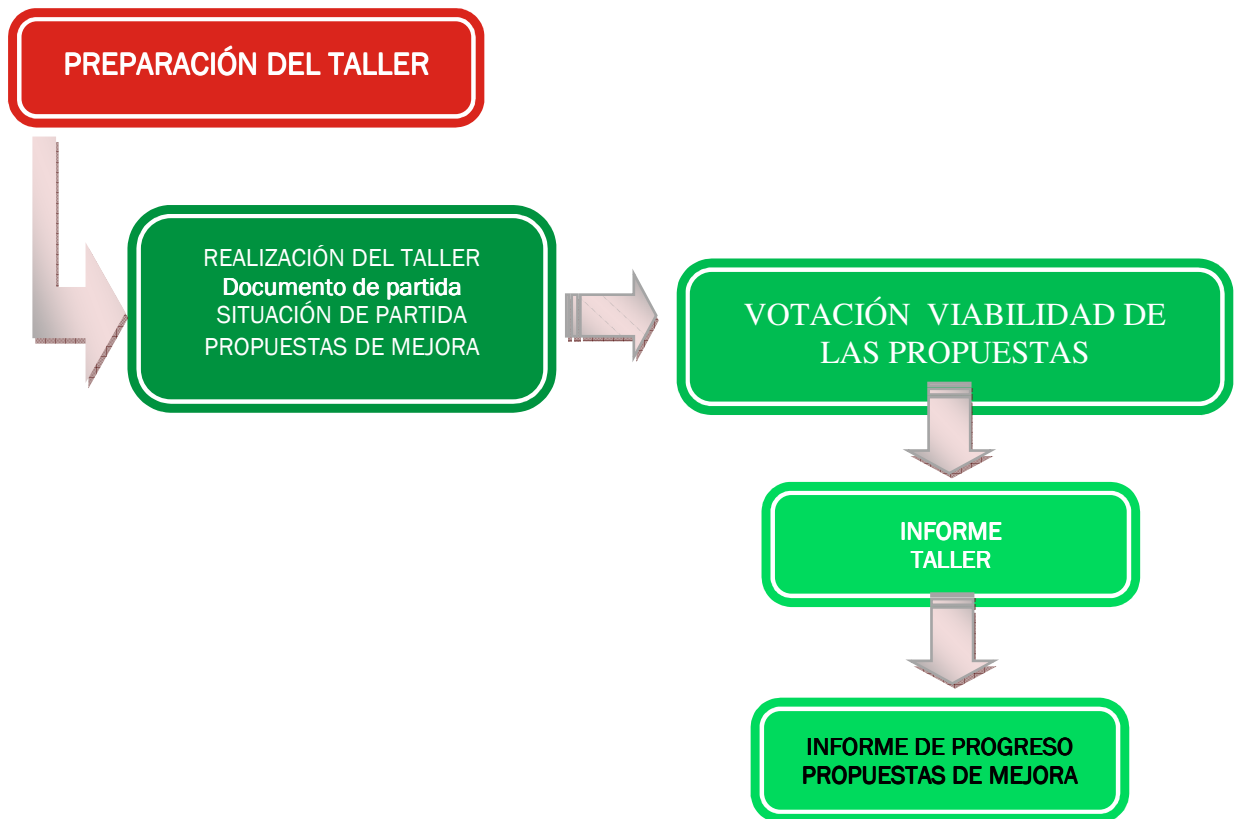 PREPARACIÓN DEL TALLER
REALIZACIÓN DEL TALLER
Documento de partida
SITUACIÓN DE PARTIDA
PROPUESTAS DE MEJORA
VOTACIÓN VIABILIDAD DE
LAS PROPUESTAS
INFORME
TALLER
INFORME DE PROGRESO
PROPUESTAS DE MEJORA